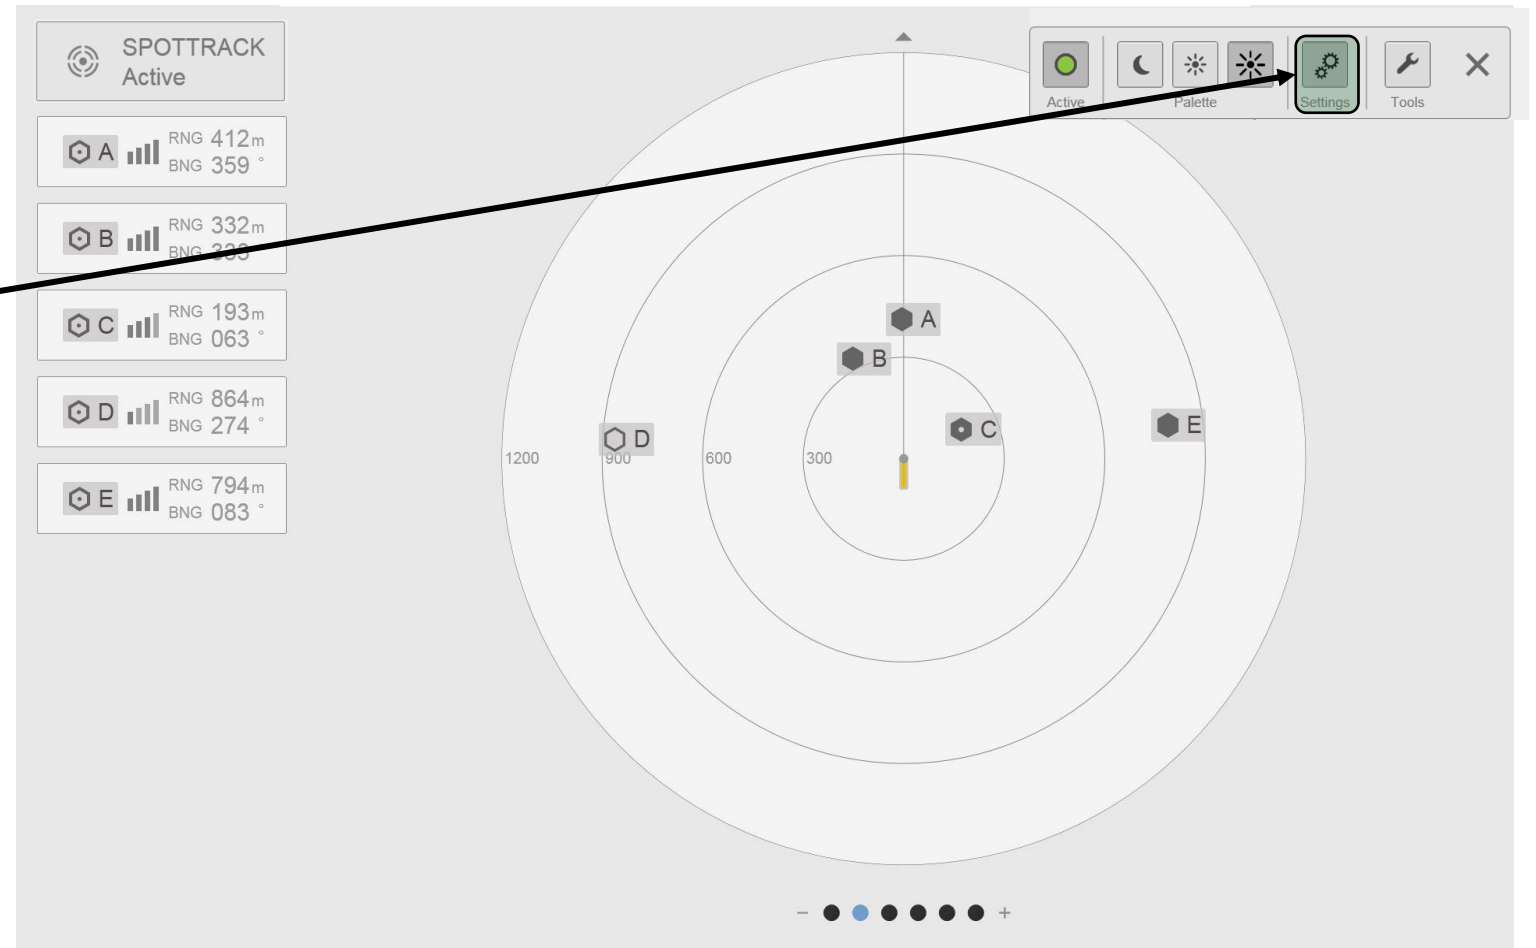 SPOTTRACK
Active
A RNG 412m
BNG 359 °
B RNG 332m
BNG
C RNG 193m
BNG 063 °
D RNG 864m
BNG 274 °
E RNG 794m
BNG 083 °
Active
Palette
Settings
Tools
A
B
C
D
E
1200 900 600 300